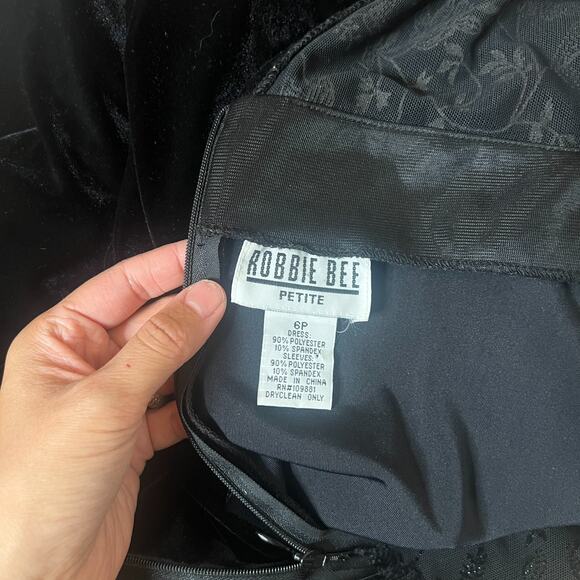 ROBBIE BEE
PETITE
6P
DRESS:
90% POLYESTER
10% SPANDEX
SLEEVES:
90% POLYESTER
10% SPANDEX
MADE IN CHINA
RN#109881
DRYCLEAN ONLY